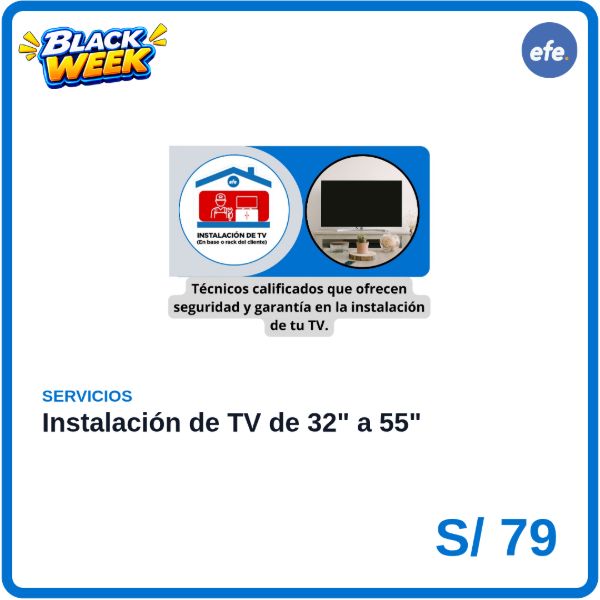 BLACK
WEEK
efe.
efe
INSTALACIÓN DE TV
(En base o rack del cliente)
Técnicos calificados que ofrecen
seguridad y garantía en la instalación
de tu TV.
SERVICIOS
Instalación de TV de 32" a 55"
S/ 79